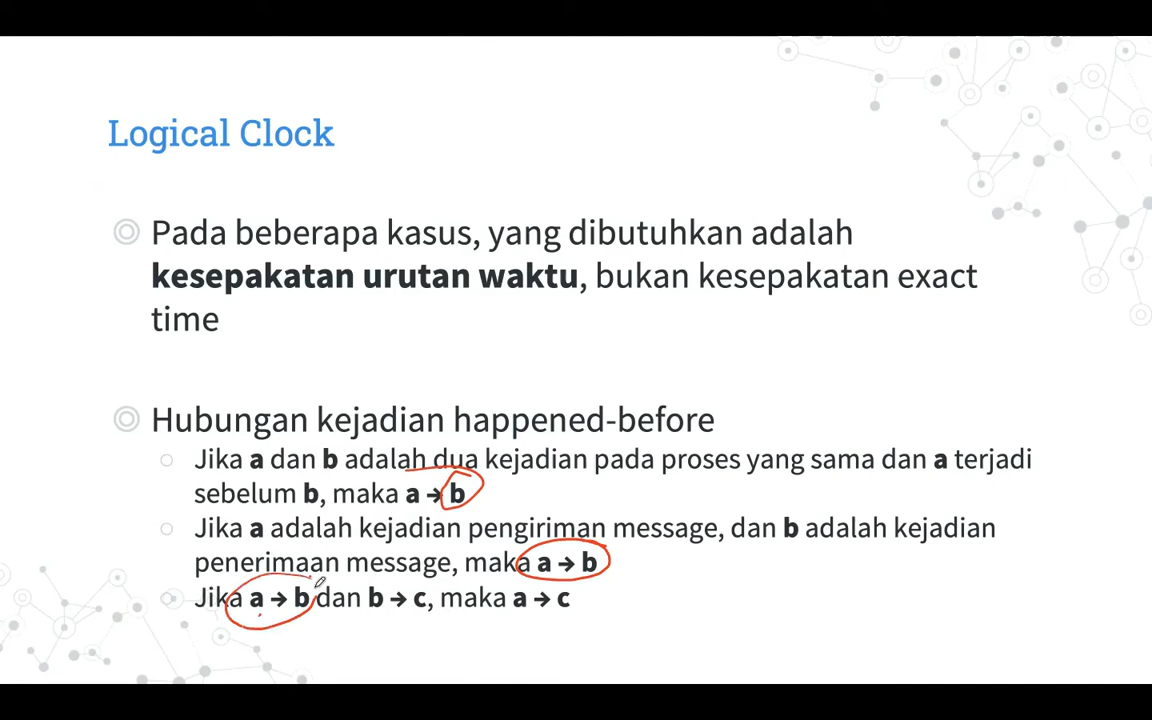 Logical Clock
Pada beberapa kasus, yang dibutuhkan adalah
kesepakatan urutan waktu, bukan kesepakatan exact
time
Hubungan kejadian happened-before
Jika a dan b adalah dua kejadian pada proses yang sama dan a terjadi
sebelum b, maka a → b
Jika a adalah kejadian pengiriman message, dan b adalah kejadian
penerimaan message, maka a → b
Jika a → b dan b → c, maka a → c